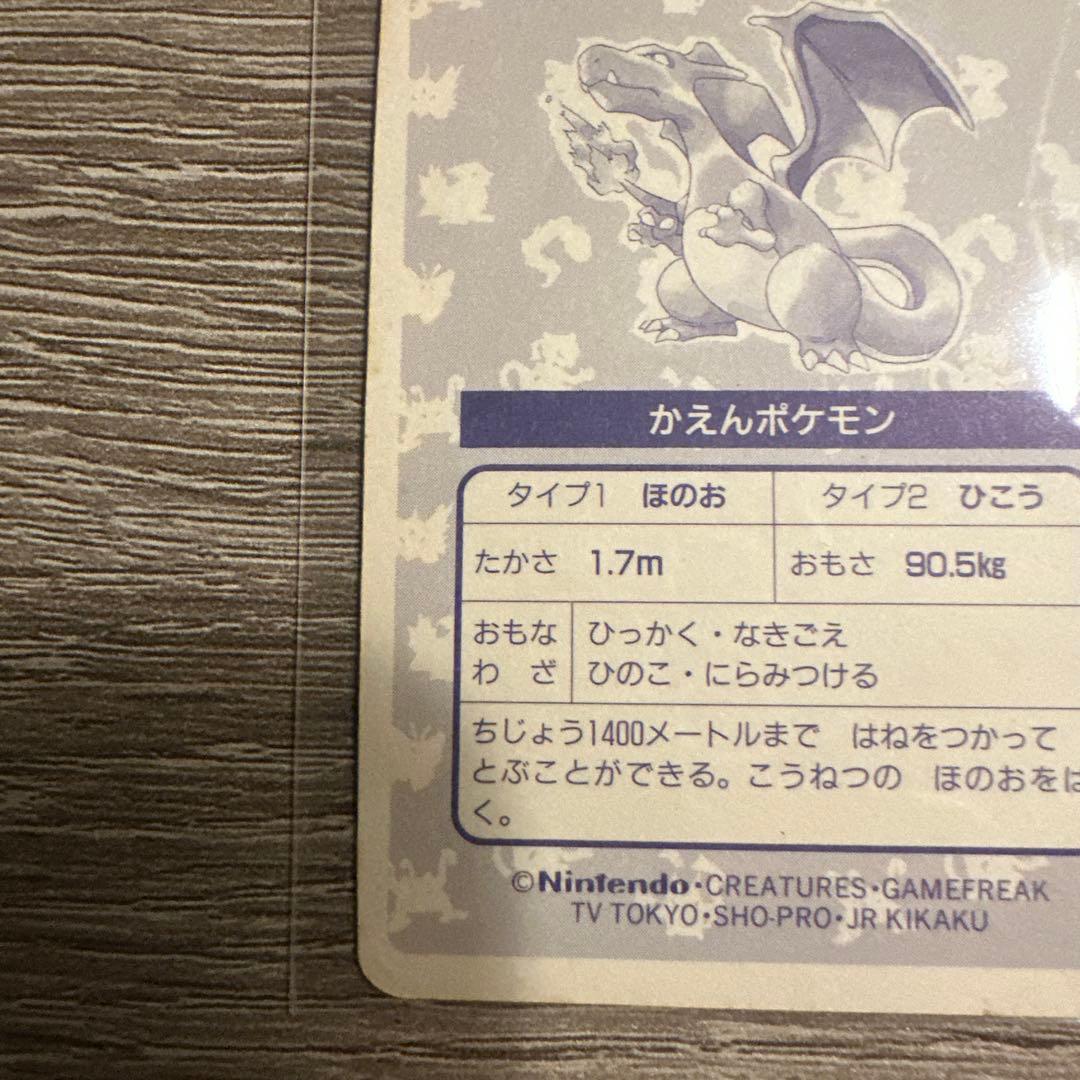 かえんポケモン
タイプ1 ほのお タイプ2 ひこう
たかさ 1.7m おもさ 90.5kg
おもな ひっかく・なきごえ
わざ ひのこ・にらみつける
ちじょう1400メートルまで はねをつかって
とぶことができる。こうねつの ほのおをは
く。
©Nintendo・CREATURES・GAMEFREAK
TV TOKYO・SHO-PRO・JR KIKAKU